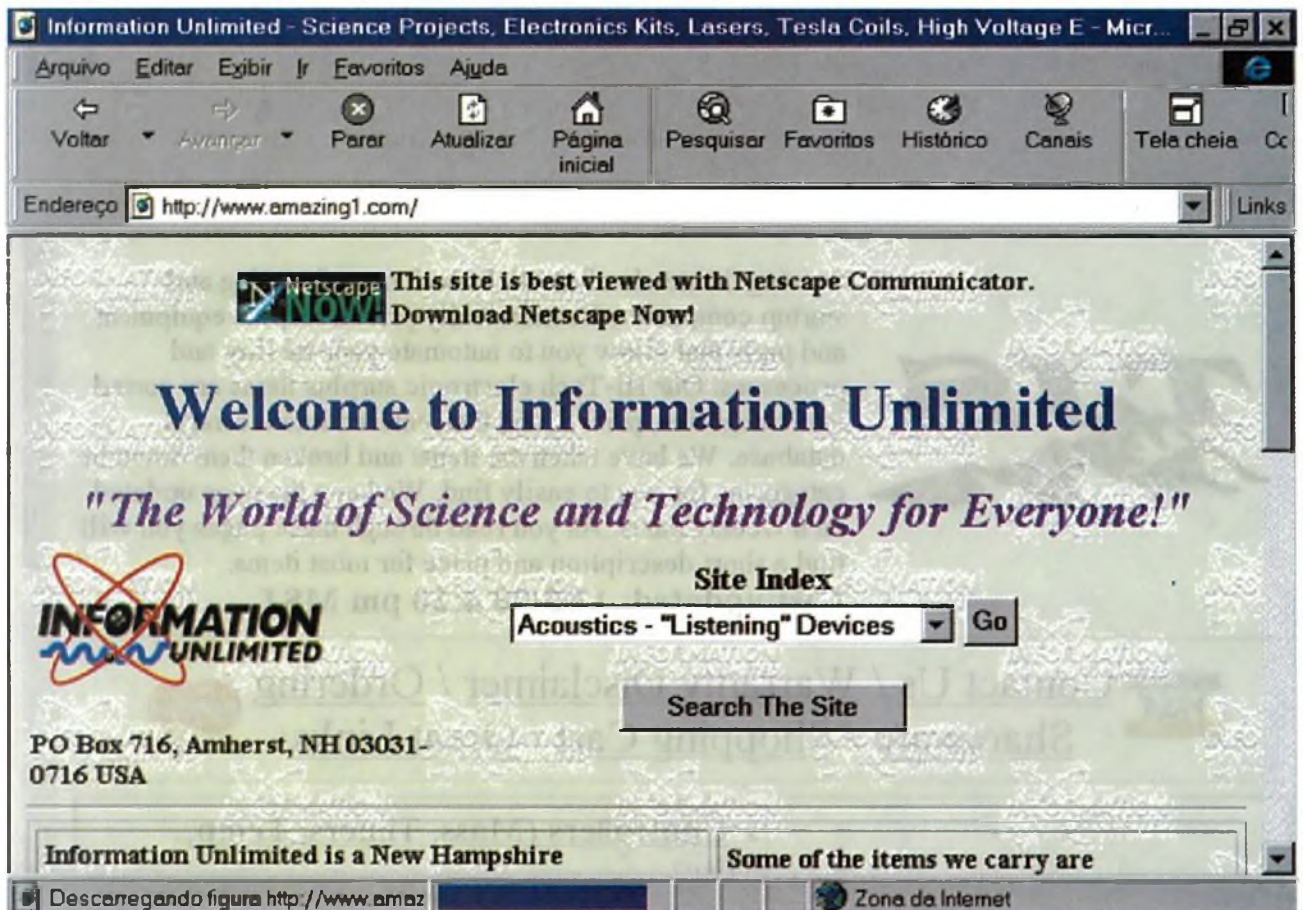 Information Unlimited - Science Projects, Electronics Kits, Lasers, Tesla Coils, High Voltage E - Micr...
Arquivo Editar Exibir Ir Favoritos Ajuda
Voltar Avançar Parar Atualizar Página inicial Pesquisar Favoritos Histórico Canais Tela cheia Cc
Endereço http://www.amazing1.com/ Links
Netscape NOW! This site is best viewed with Netscape Communicator.
Download Netscape Now!
Welcome to Information Unlimited
"The World of Science and Technology for Everyone!"
INFORMATION UNLIMITED
Site Index
Acoustics - "Listening" Devices Go
Search The Site
PO Box 716, Amherst, NH 03031-
0716 USA
Information Unlimited is a New Hampshire
Some of the items we carry are
Descarregando figura http://www.amaz
Zona da Internet